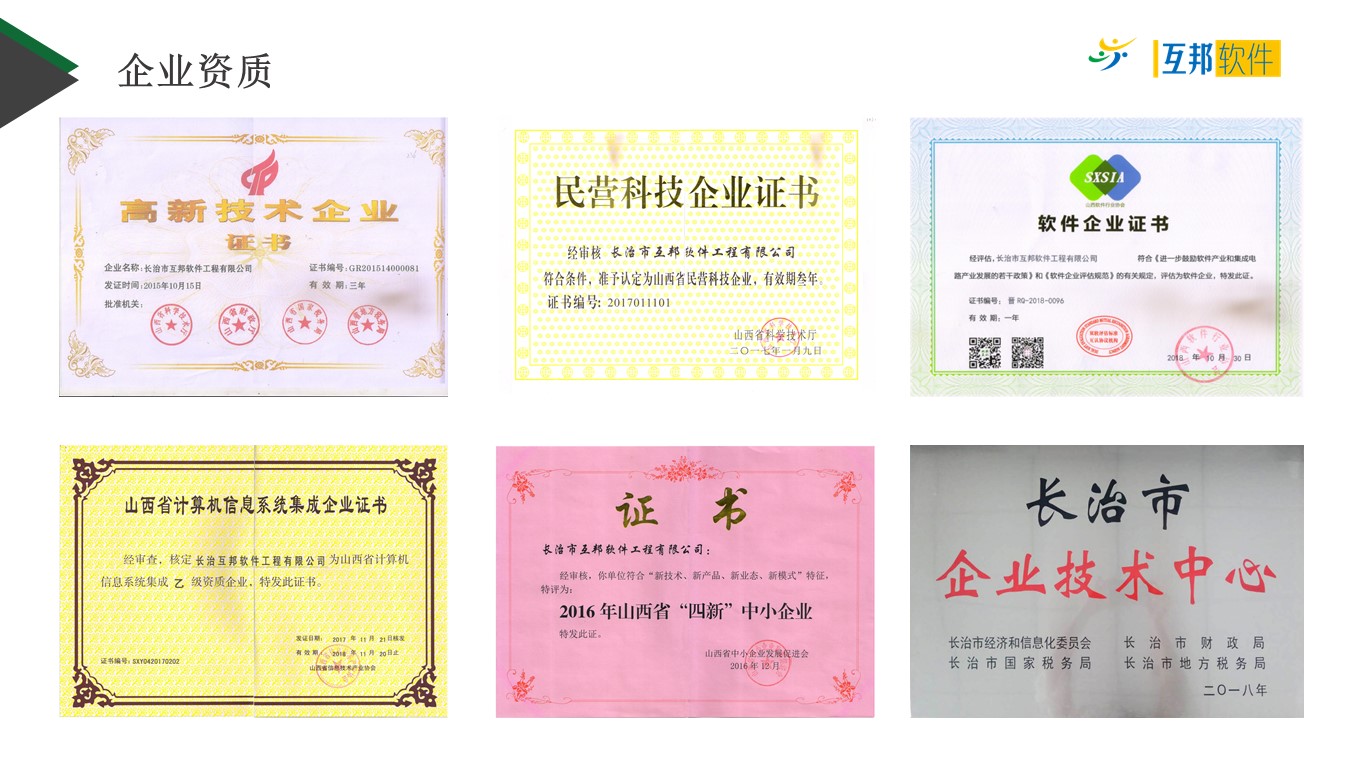 企业资质
互邦软件
高新技术企业
证书
企业名称：长治市互邦软件工程有限公司
证书编号：GR201514000081
发证时间：2015年10月15日
有 效 期：三年
批准机关：
民营科技企业证书
经审核 长治市互邦软件工程有限公司
符合条件，准予认定为山西省民营科技企业，有效期叁年。
证书编号：2017011101
山西省科学技术厅
二〇一七年一月九日
SXSIA
山西软件行业协会
软件企业证书
经评估，长治市互邦软件工程有限公司 符合《进一步鼓励软件产业和集成电
路产业发展的若干政策》和《软件企业评估规范》的有关规定，评估为软件企业，特发此证。
证书编号： 晋 RQ-2018-0096
有 效 期：一年
2018 年 10 月 30 日
山西省计算机信息系统集成企业证书
经审查，核定 长治互邦软件工程有限公司 为山西省计算机
信息系统集成 乙 级资质企业，特发此证书。
发证日期： 2017 年 11 月 21日核发
有 效 期： 2018 年 11 月 20日止
证书编号：SXY0420170202
山西省信息技术产业协会
证 书
长治市互邦软件工程有限公司：
经审核，你单位符合“新技术、新产品、新业态、新模式”特征，
特评为：
2016 年山西省“四新”中小企业
特发此证。
山西省中小企业发展促进会
2016 年 12 月
长治市
企业技术中心
长治市经济和信息化委员会 长治市财政局
长治市国家税务局 长治市地方税务局
二〇一八年